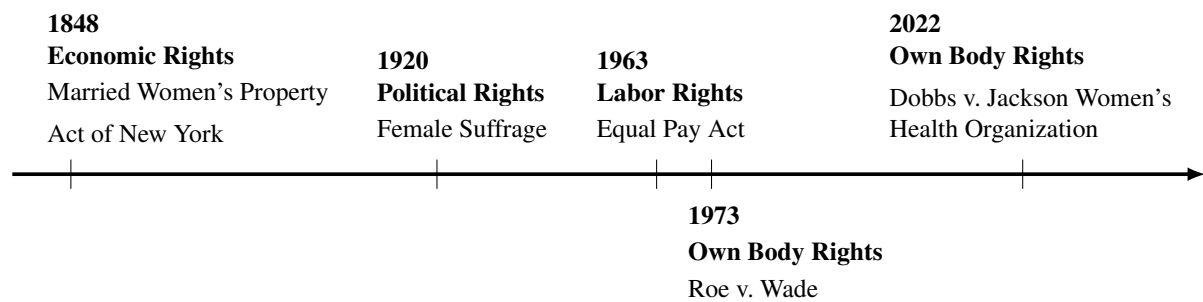 1848
Economic Rights
Married Women's Property
Act of New York
1920
Political Rights
Female Suffrage
1963
Labor Rights
Equal Pay Act
1973
Own Body Rights
Roe v. Wade
2022
Own Body Rights
Dobbs v. Jackson Women's
Health Organization